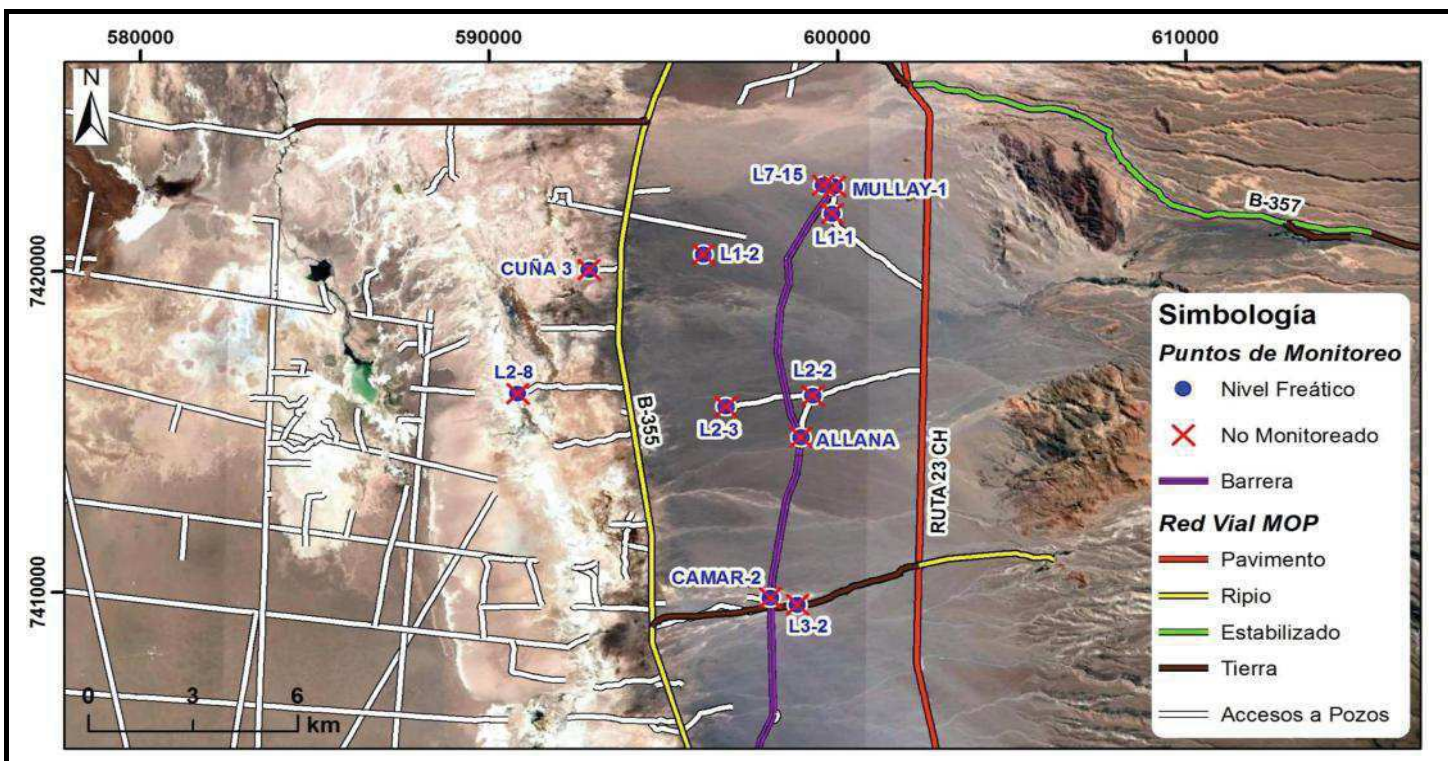 580000
590000
600000
610000
N
L7-15
MULLAY-1
B-357
L1-1
L1-2
CUÑA 3
7420000
Simbología
Puntos de Monitoreo
Nivel Freático
No Monitoreado
Barrera
Red Vial MOP
Pavimento
Ripio
Estabilizado
Tierra
Accesos a Pozos
L2-8
L2-2
B-355
L2-3
ALLANA
RUTA 23 CH
CAMAR-2
7410000
L3-2
0 3 6
km